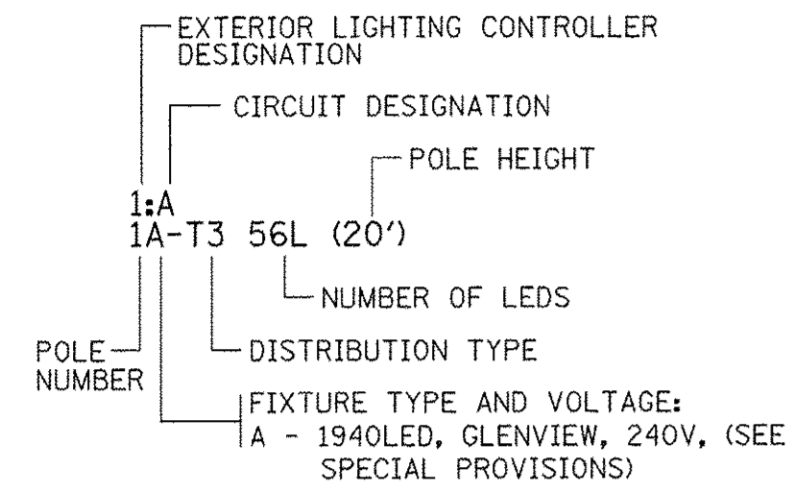 EXTERIOR LIGHTING CONTROLLER
DESIGNATION
CIRCUIT DESIGNATION
POLE HEIGHT
1:A
1A-T3 56L (20')
NUMBER OF LEDS
DISTRIBUTION TYPE
POLE
NUMBER
FIXTURE TYPE AND VOLTAGE:
A - 1940LED, GLENVIEW, 240V, (SEE
SPECIAL PROVISIONS)